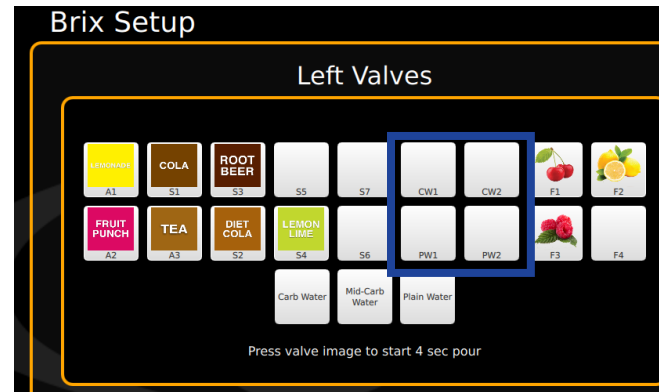 Brix Setup
Left Valves
LEMONADE COLA ROOT BEER
A1 S1 S3 S5 S7 CW1 CW2 F1 F2
FRUIT PUNCH TEA DIET COLA LEMON LIME
A2 A3 S2 S4 S6 PW1 PW2 F3 F4
Carb Water Mid-Carb Water Plain Water
Press valve image to start 4 sec pour